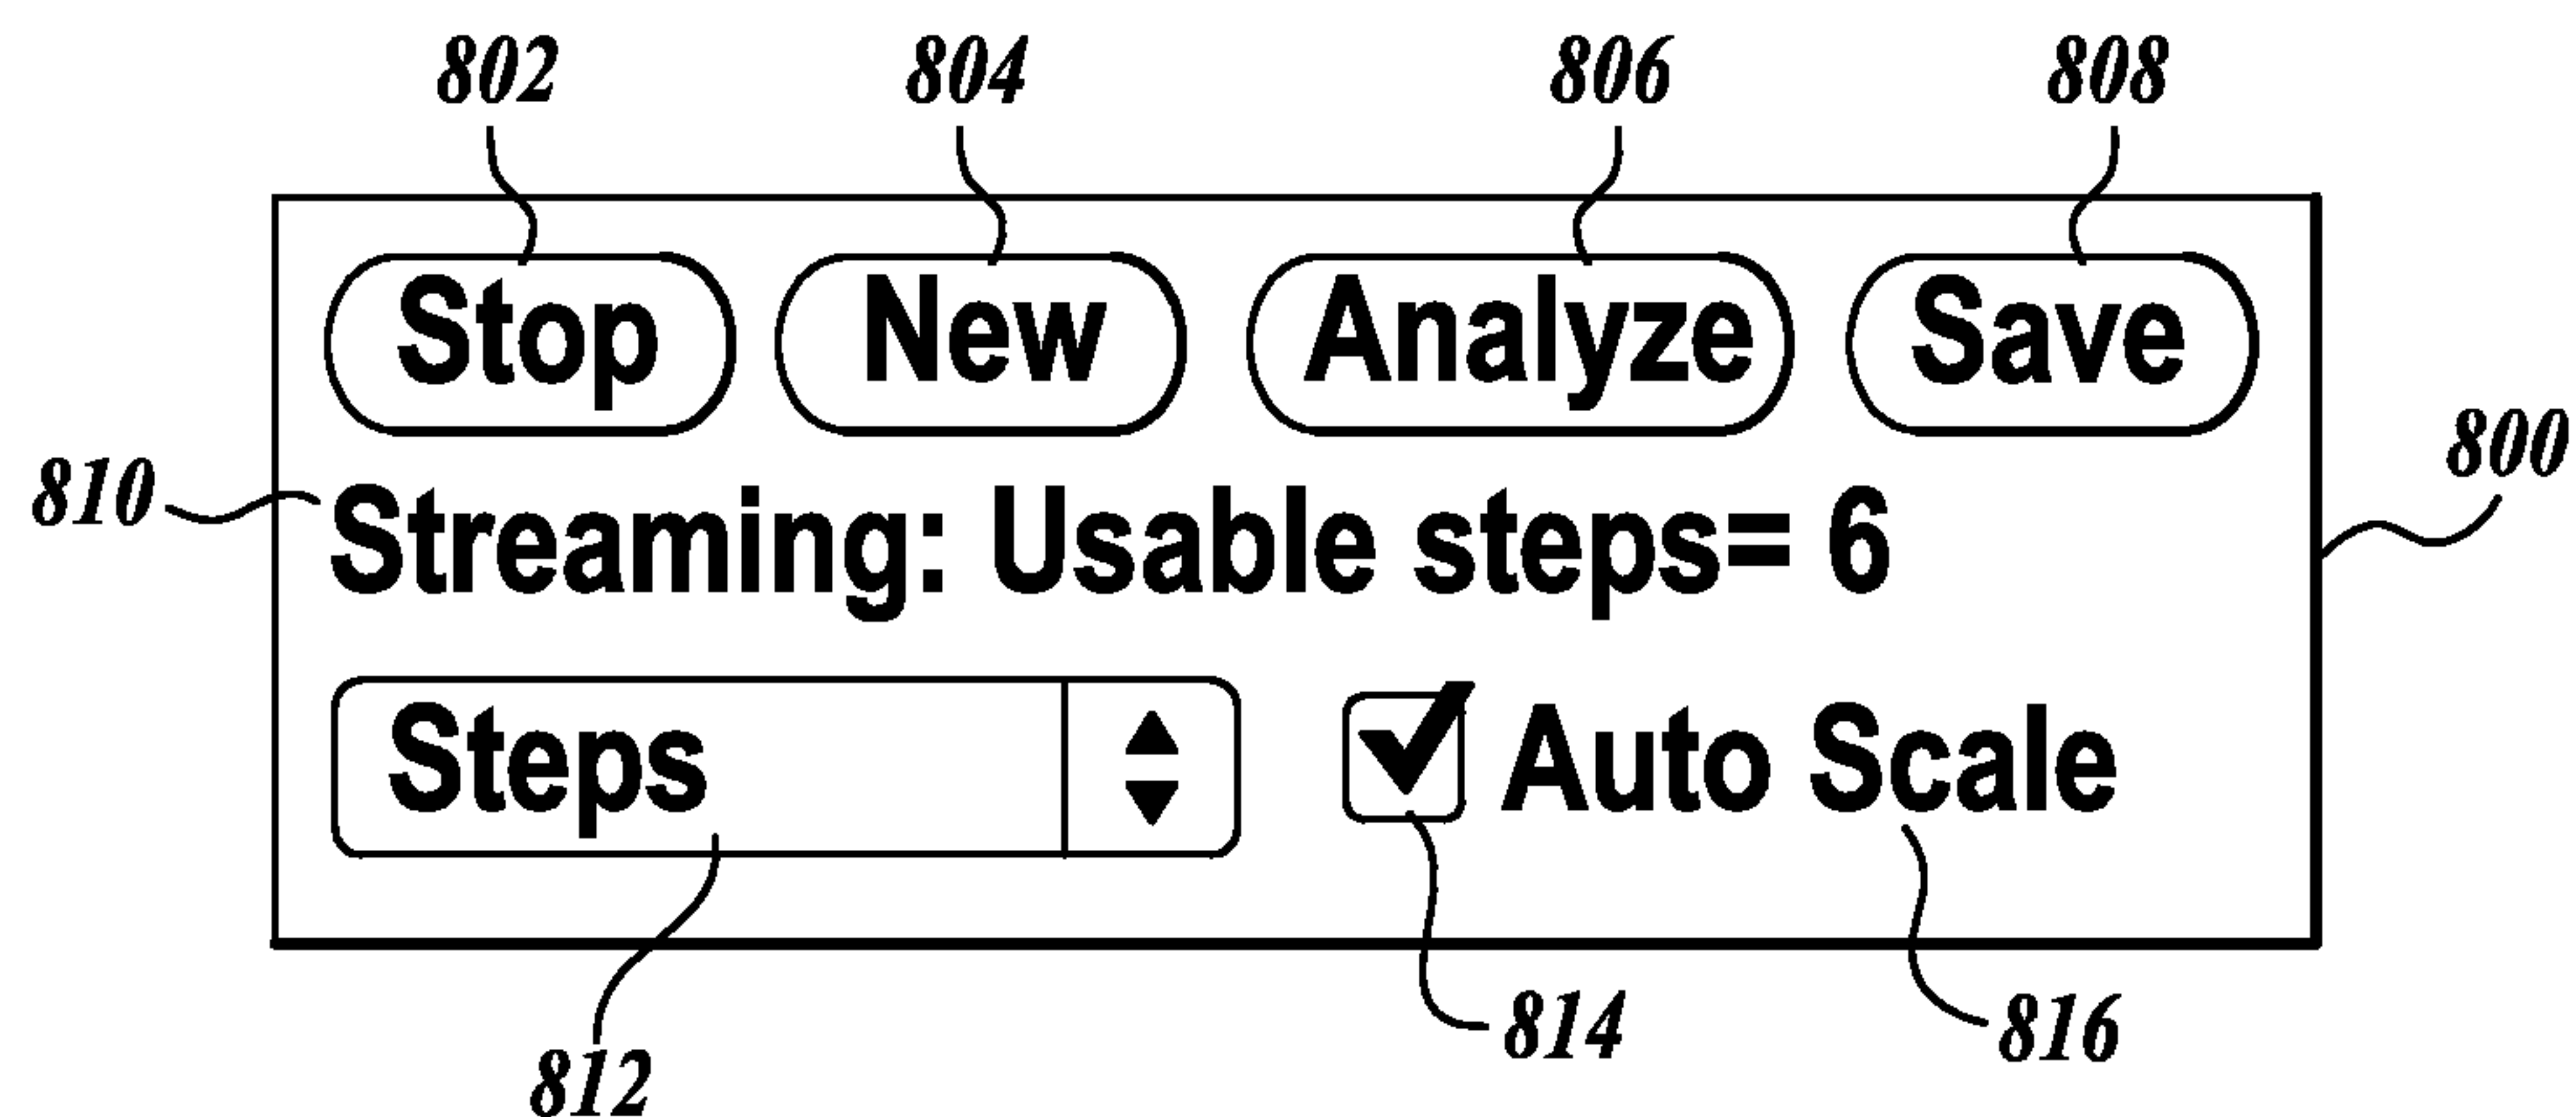 802 804 806 808
Stop New Analyze Save
800
810 Streaming: Usable steps= 6
Steps Auto Scale
812 814 816